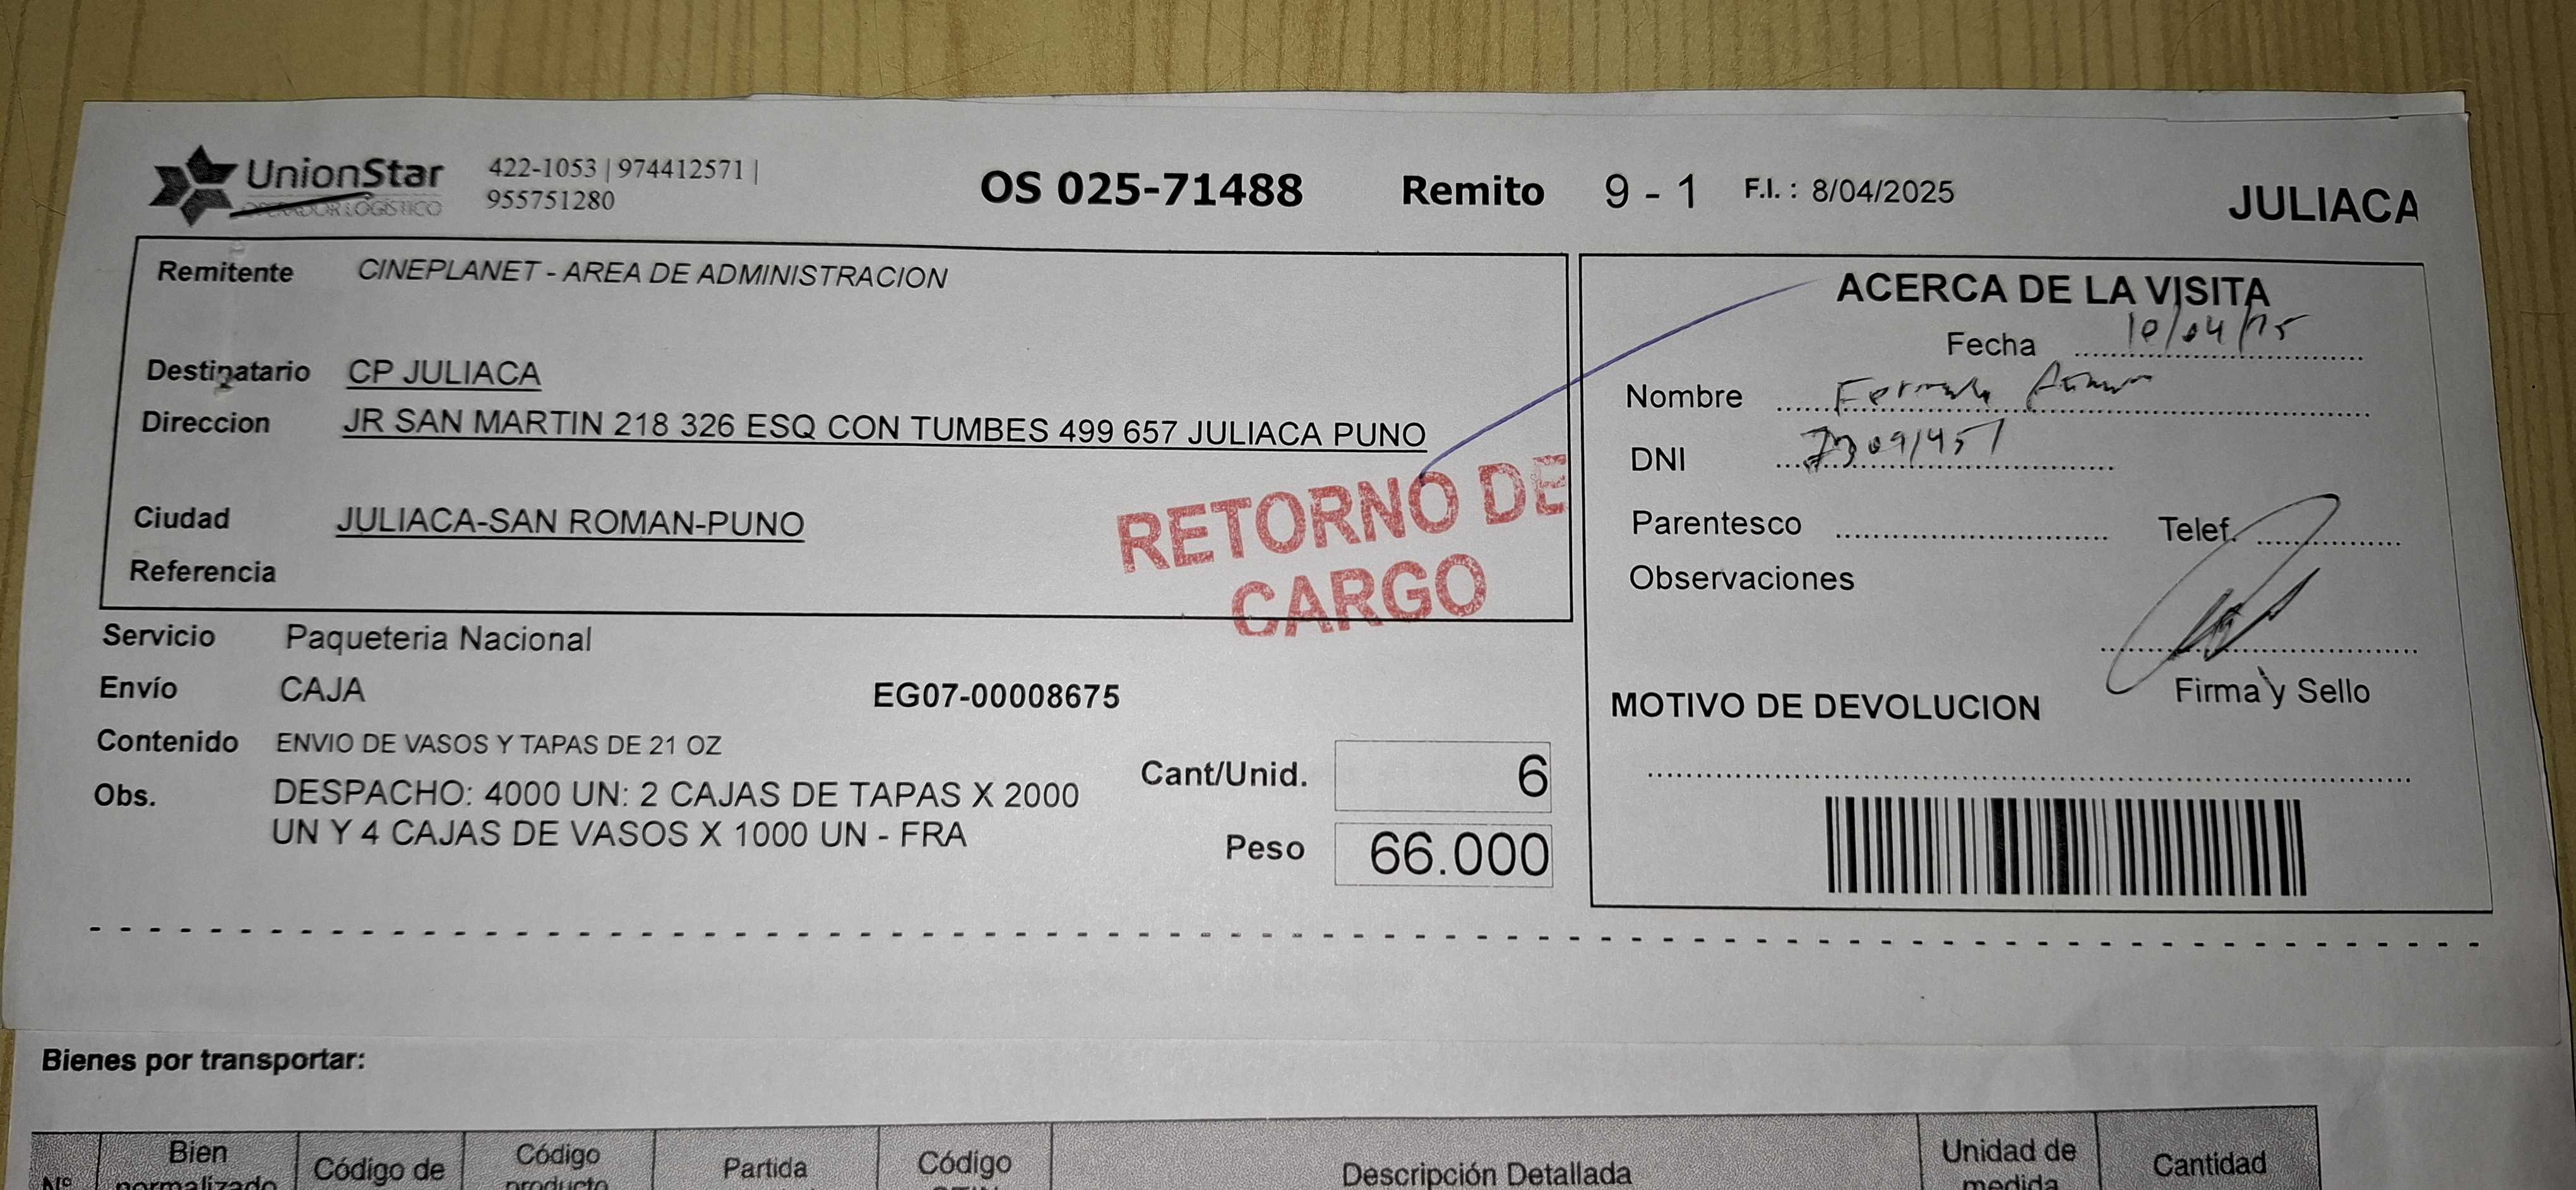 UnionStar
OPERADOR LOGÍSTICO
422-1053 | 974412571 |
955751280
OS 025-71488
Remito 9 - 1
F.I. : 8/04/2025
JULIACA
Remitente CINEPLANET - AREA DE ADMINISTRACION
Destinatario CP JULIACA
Direccion JR SAN MARTIN 218 326 ESQ CON TUMBES 499 657 JULIACA PUNO
Ciudad JULIACA-SAN ROMAN-PUNO
Referencia
RETORNO DE
CARGO
Servicio Paqueteria Nacional
Envío CAJA EG07-00008675
Contenido ENVIO DE VASOS Y TAPAS DE 21 OZ
Obs. DESPACHO: 4000 UN: 2 CAJAS DE TAPAS X 2000
UN Y 4 CAJAS DE VASOS X 1000 UN - FRA
Cant/Unid. 6
Peso 66.000
ACERCA DE LA VISITA
Fecha
Nombre
DNI
Parentesco
Telef.
Observaciones
Firma y Sello
MOTIVO DE DEVOLUCION
Bienes por transportar:
Nº
Bien
normalizado
Código de
Código
producto
Partida
Código
Descripción Detallada
Unidad de
medida
Cantidad